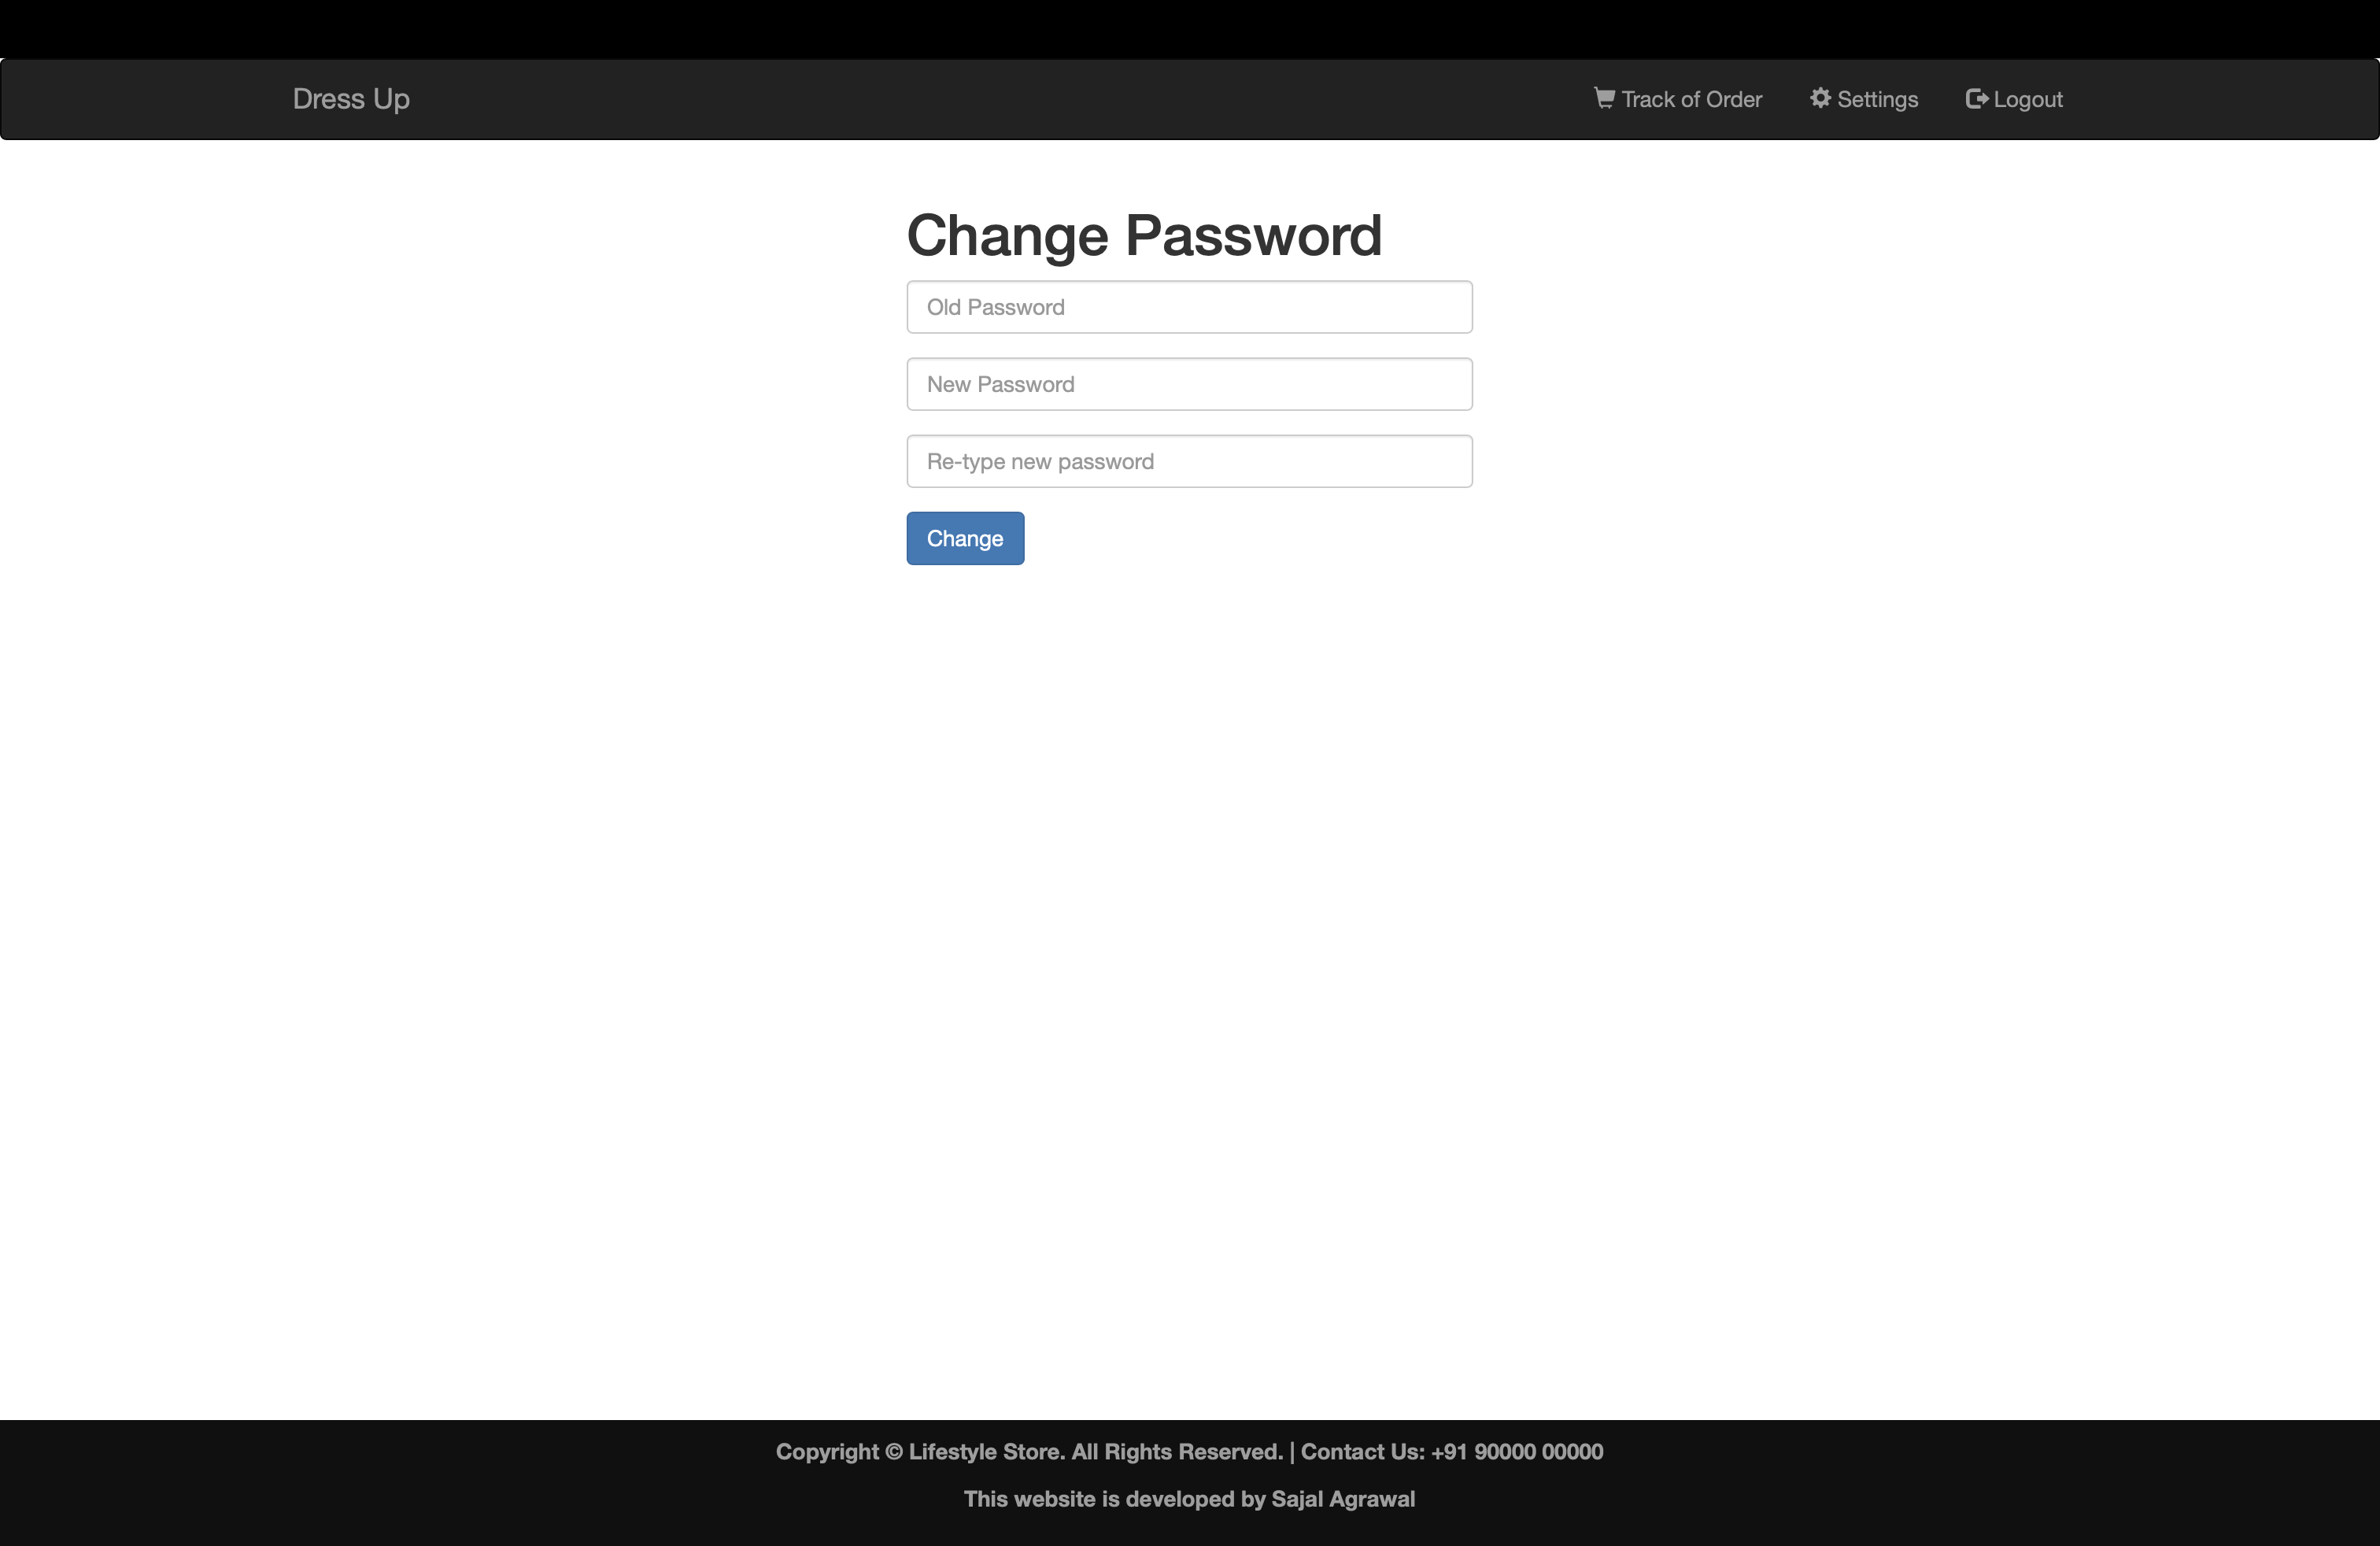 Dress Up
Track of Order
Settings
Logout
Change Password
Old Password
New Password
Re-type new password
Change
Copyright © Lifestyle Store. All Rights Reserved. | Contact Us: +91 90000 00000
This website is developed by Sajal Agrawal